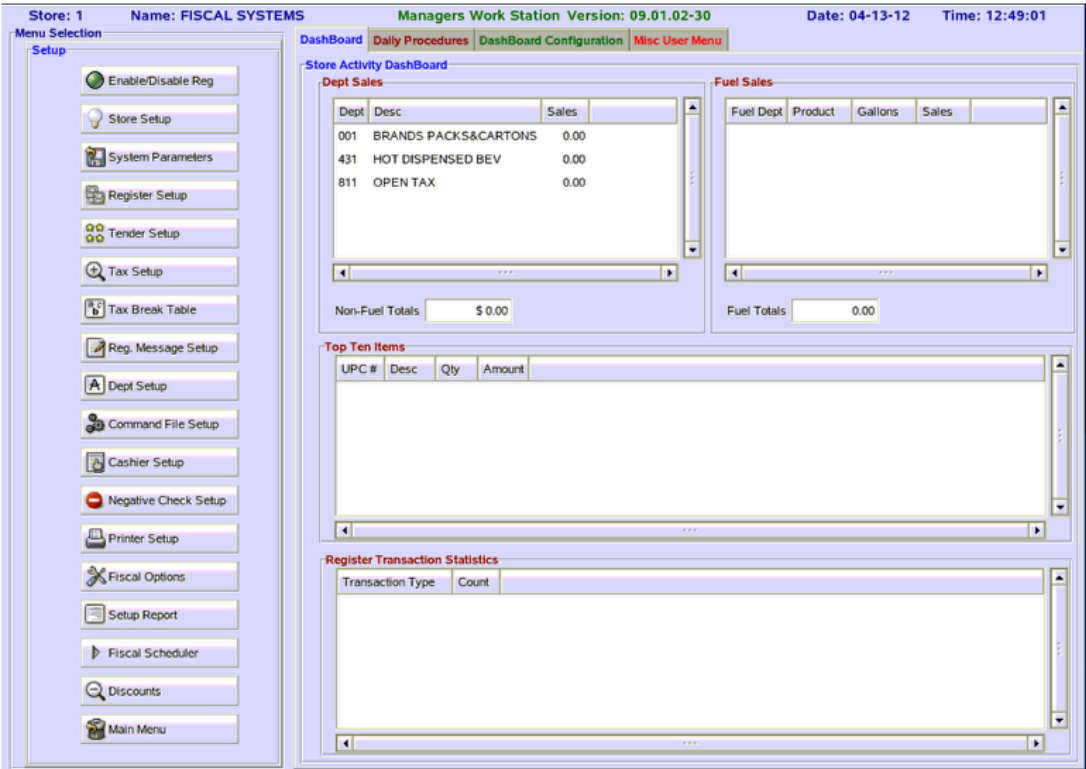 Store: 1 Name: FISCAL SYSTEMS Managers Work Station Version: 09.01.02-30 Date: 04-13-12 Time: 12:49:01
Menu Selection
Setup
Enable/Disable Reg
Store Setup
System Parameters
Register Setup
Tender Setup
Tax Setup
Tax Break Table
Reg. Message Setup
Dept Setup
Command File Setup
Cashier Setup
Negative Check Setup
Printer Setup
Fiscal Options
Setup Report
Fiscal Scheduler
Discounts
Main Menu
DashBoard Daily Procedures DashBoard Configuration Misc User Menu
Store Activity DashBoard
Dept Sales
Dept Desc Sales
001 BRANDS PACKS&CARTONS 0.00
431 HOT DISPENSED BEV 0.00
811 OPEN TAX 0.00
Non-Fuel Totals $ 0.00
Fuel Sales
Fuel Dept Product Gallons Sales
Fuel Totals 0.00
Top Ten Items
UPC # Desc Qty Amount
Register Transaction Statistics
Transaction Type Count